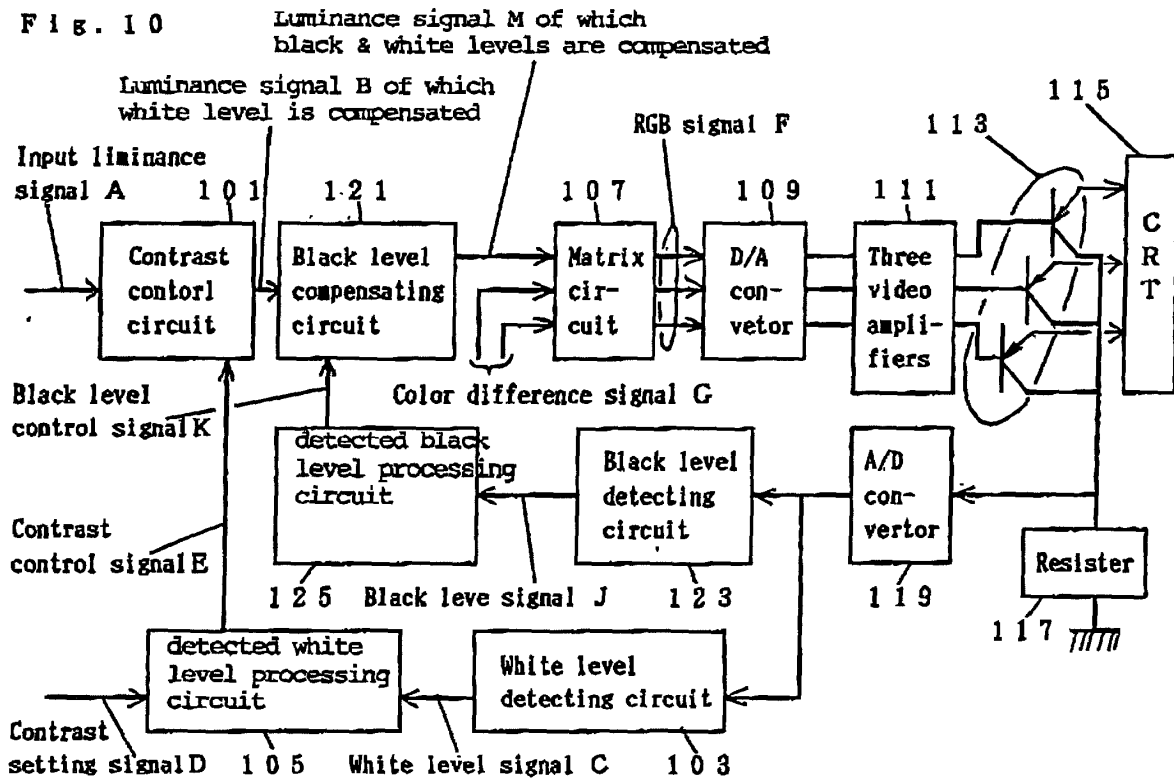 Fig. 10
Luminance signal M of which
black & white levels are compensated
Luminance signal B of which
white level is compensated
Input liminance
signal A
101
121
RGB signal F
107
109
111
113
115
Contrast
contorl
circuit
Black level
compensating
circuit
Matrix
cir-
cuit
D/A
con-
vetor
Three
video
ampli-
fiers
C
R
T
Black level
control signal K
Color difference signal G
detected black
level processing
circuit
Black level
detecting
circuit
A/D
con-
vertor
Contrast
control signal E
Resister
125
Black leve signal J
123
119
117
detected white
level processing
circuit
White level
detecting circuit
Contrast
setting signal D
105
White level signal C
103